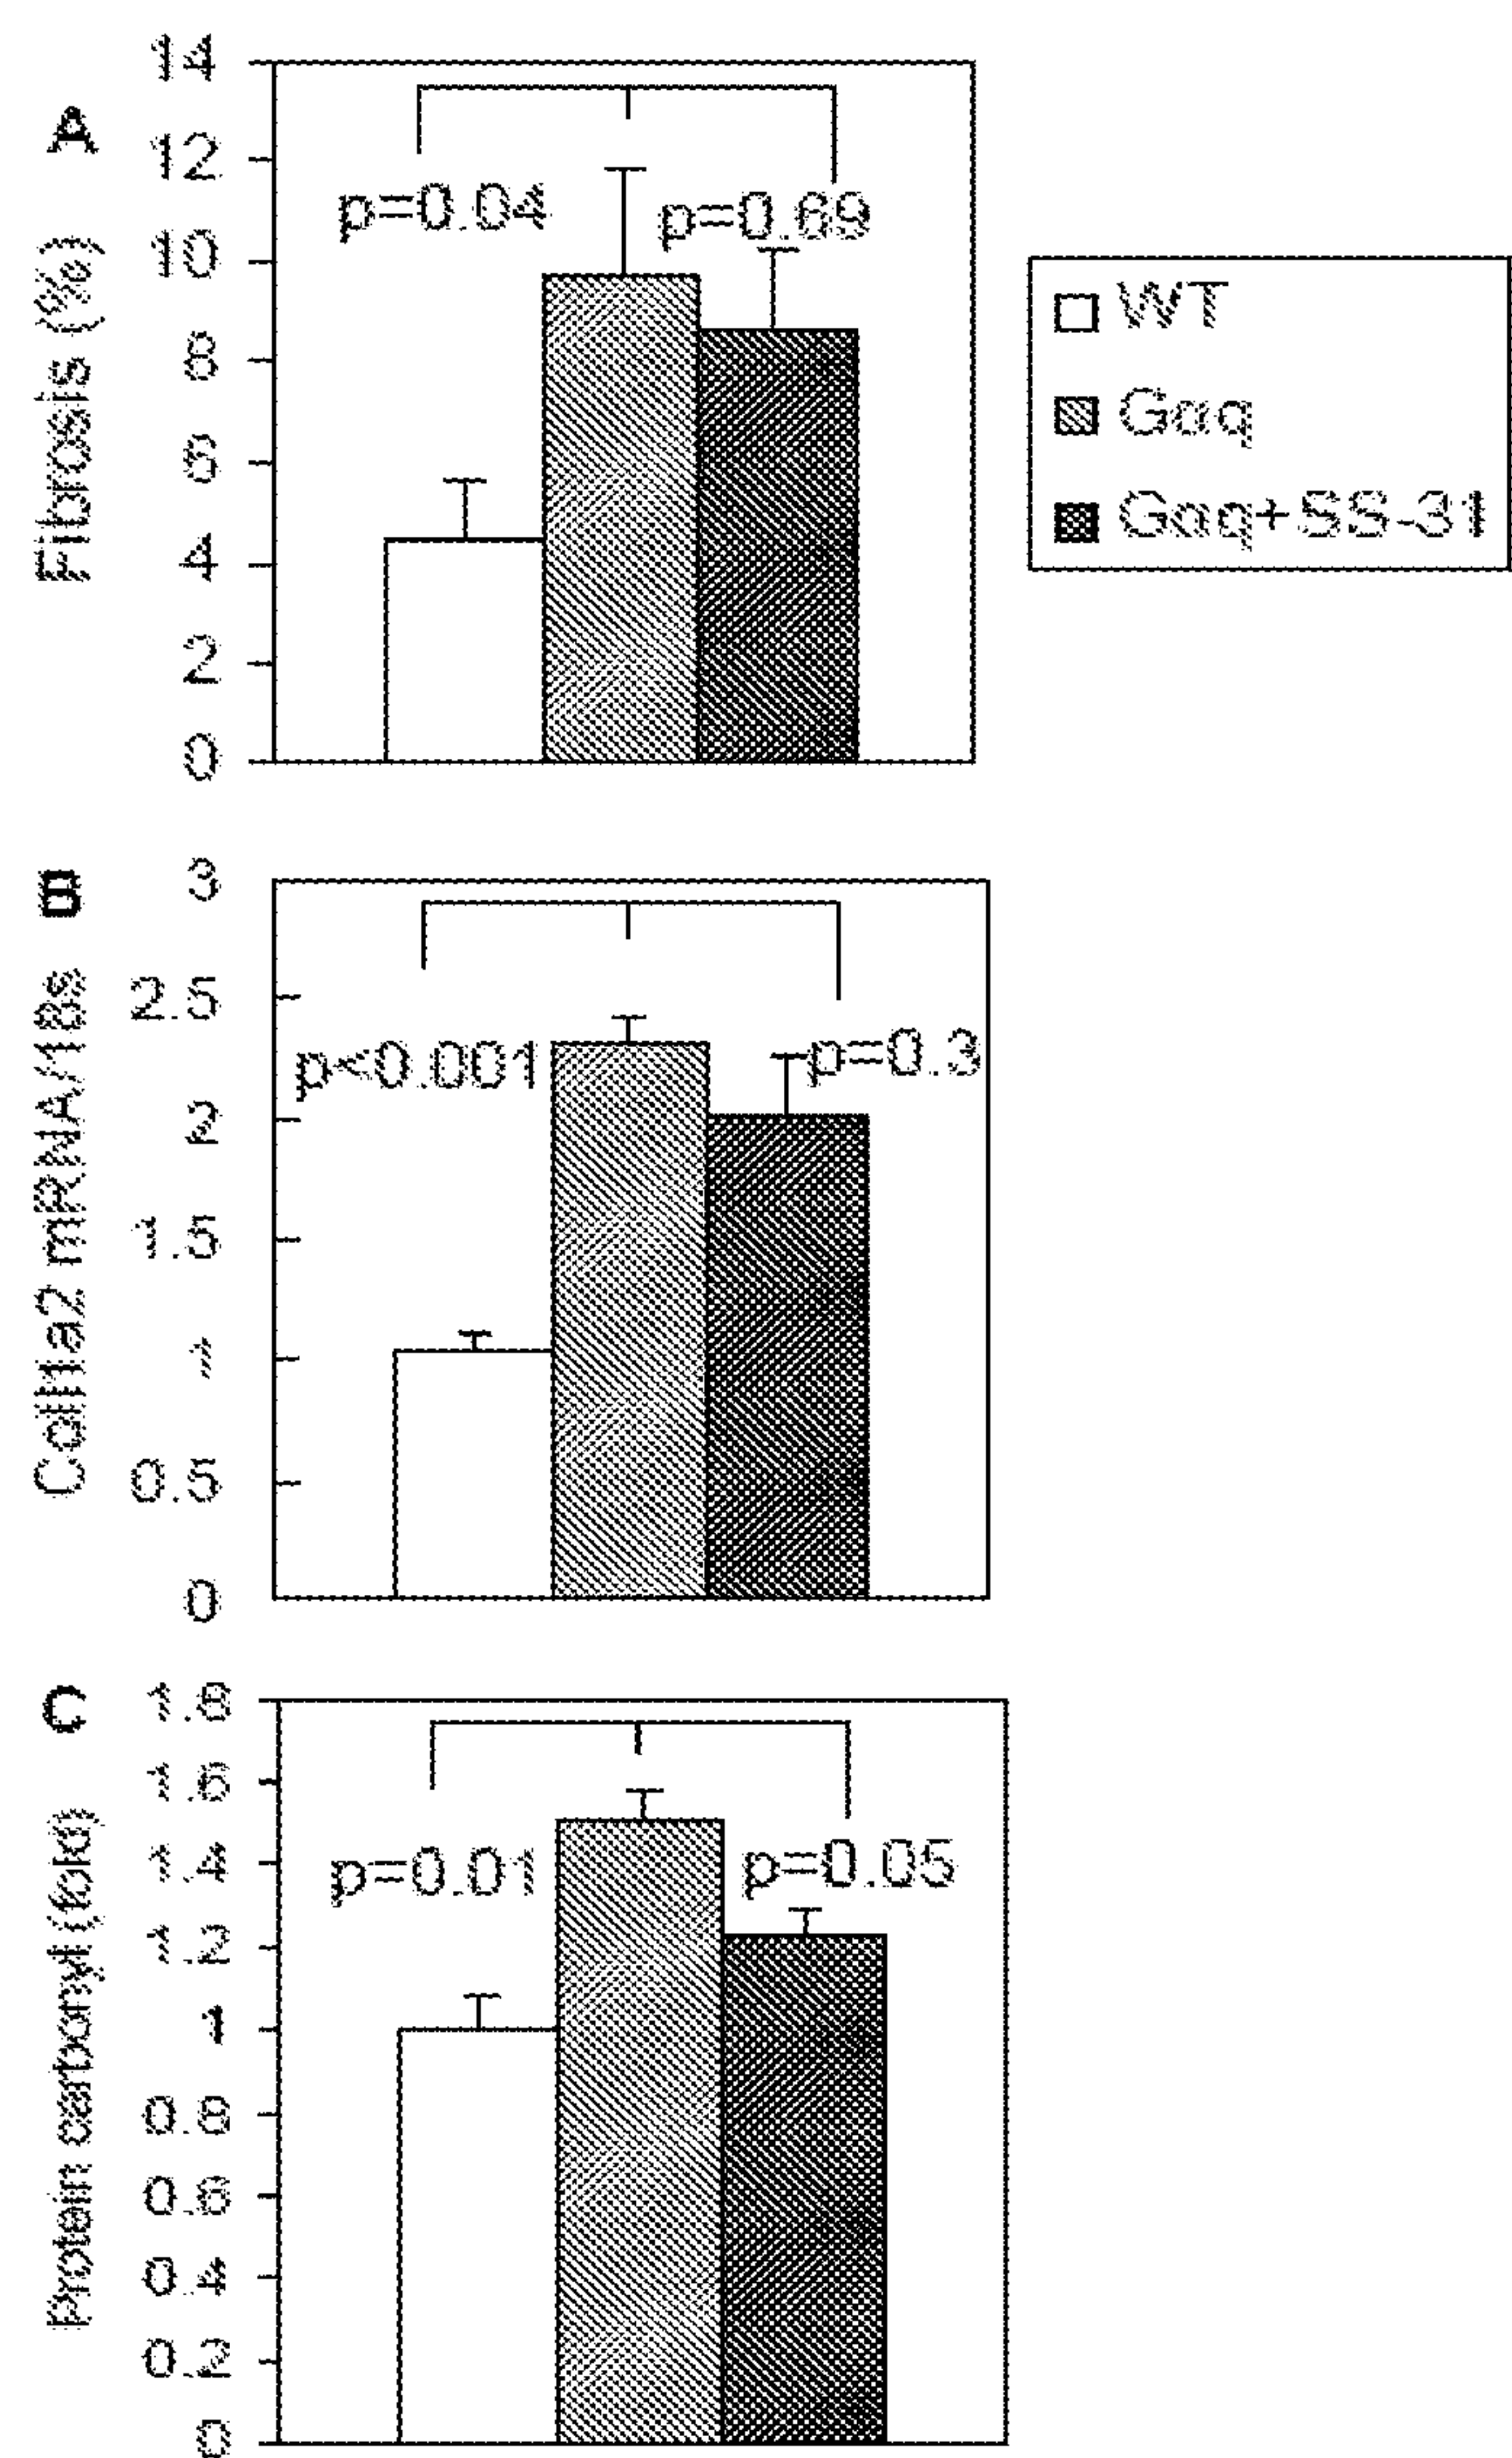 A
Fibrosis (%)
14
12
10
8
6
4
2
0
p=0.04
p=0.69
WT
Gαq
Gαq+SS-31
B
Coll1a2 mRNA/18s
3
2.5
2
1.5
1
0.5
0
p<0.001
p=0.3
C
Protein carbonyl (fold)
1.8
1.6
1.4
1.2
1
0.8
0.6
0.4
0.2
0
p=0.01
p=0.05